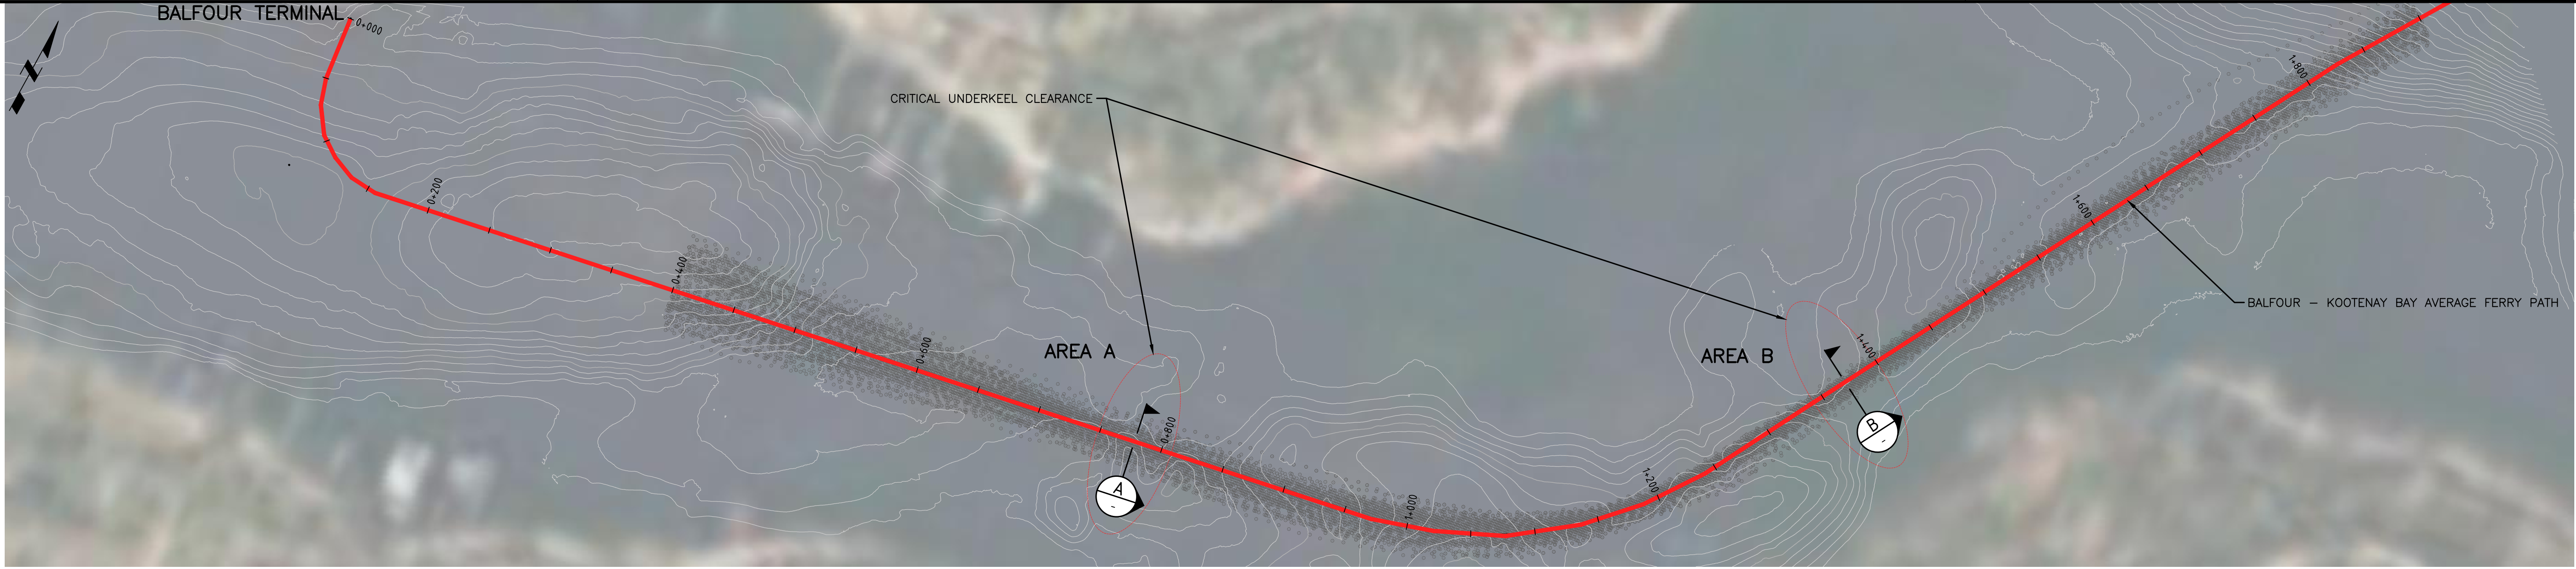 BALFOUR TERMINAL
0+000
N
1+800
CRITICAL UNDERKEEL CLEARANCE
0+200
1+600
0+400
BALFOUR – KOOTENAY BAY AVERAGE FERRY PATH
0+600
AREA A
AREA B
1+400
0+800
B
-
A
-
1+200
1+000